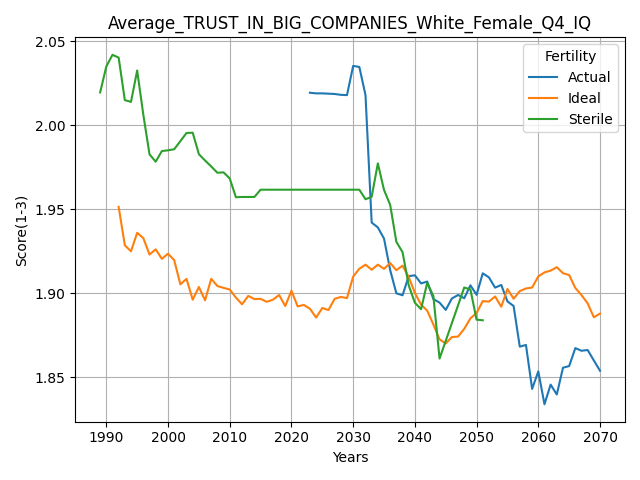 Average_TRUST_IN_BIG_COMPANIES_White_Female_Q4_IQ
Fertility
Actual
Ideal
Sterile
Score(1-3)
2.05
2.00
1.95
1.90
1.85
1990 2000 2010 2020 2030 2040 2050 2060 2070
Years